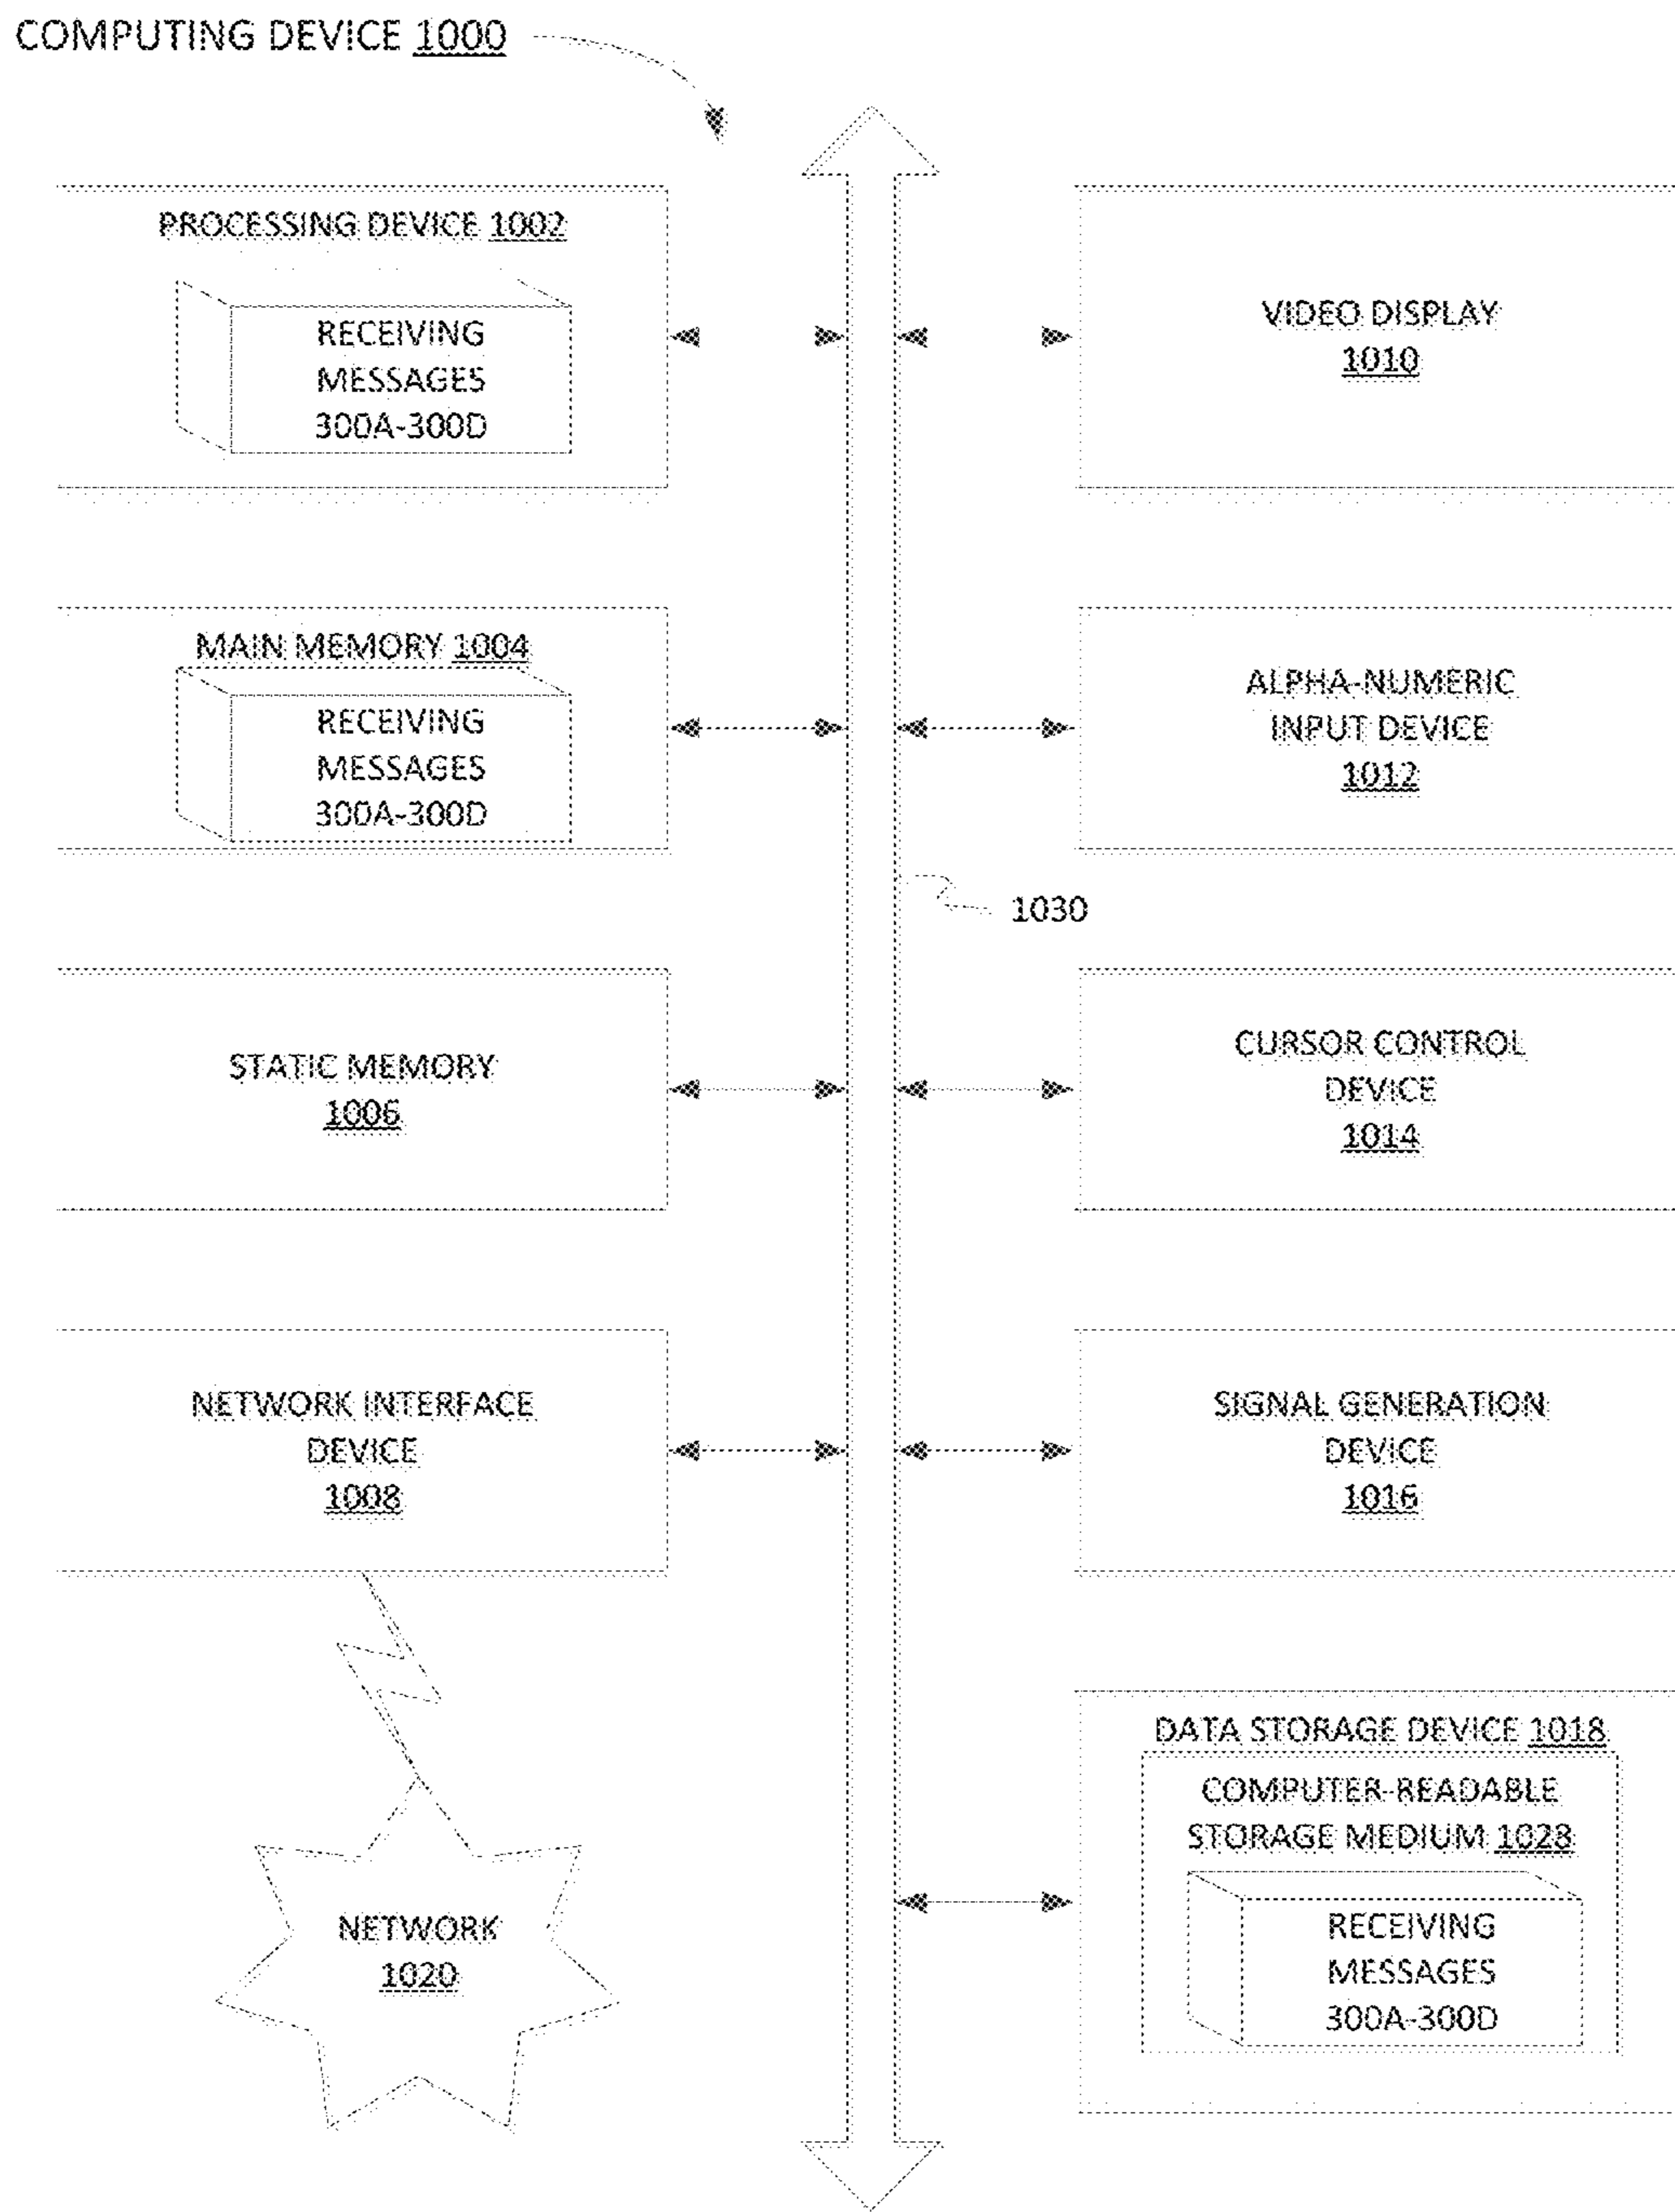 COMPUTING DEVICE 1000
PROCESSING DEVICE 1002
RECEIVING
MESSAGES
300A-300D
VIDEO DISPLAY
1010
MAIN MEMORY 1004
RECEIVING
MESSAGES
300A-300D
ALPHA-NUMERIC
INPUT DEVICE
1012
1030
STATIC MEMORY
1006
CURSOR CONTROL
DEVICE
1014
NETWORK INTERFACE
DEVICE
1008
SIGNAL GENERATION
DEVICE
1016
DATA STORAGE DEVICE 1018
COMPUTER-READABLE
STORAGE MEDIUM 1028
RECEIVING
MESSAGES
300A-300D
NETWORK
1020